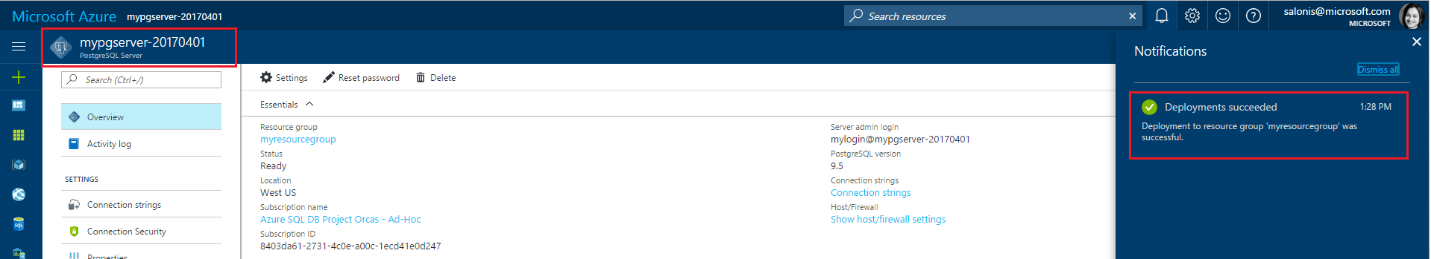 Microsoft Azure mypgserver-20170401
Search resources
salonis@microsoft.com
MICROSOFT
mypgserver-20170401
PostgreSQL Server
Search (Ctrl+/)
Overview
Activity log
SETTINGS
Connection strings
Connection Security
Properties
Settings Reset password Delete
Essentials
Resource group
myresourcegroup
Status
Ready
Location
West US
Subscription name
Azure SQL DB Project Orcas - Ad-Hoc
Subscription ID
8403da61-2731-4c0e-a00c-1ecd41e0d247
Server admin login
mylogin@mypgserver-20170401
PostgreSQL version
9.5
Connection strings
Connection strings
Host/Firewall
Show host/firewall settings
Notifications
Dismiss all
Deployments succeeded 1:28 PM
Deployment to resource group 'myresourcegroup' was
successful.
SQL